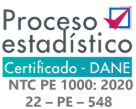 Proceso
estadístico
Certificado - DANE
NTC PE 1000: 2020
22 – PE – 548